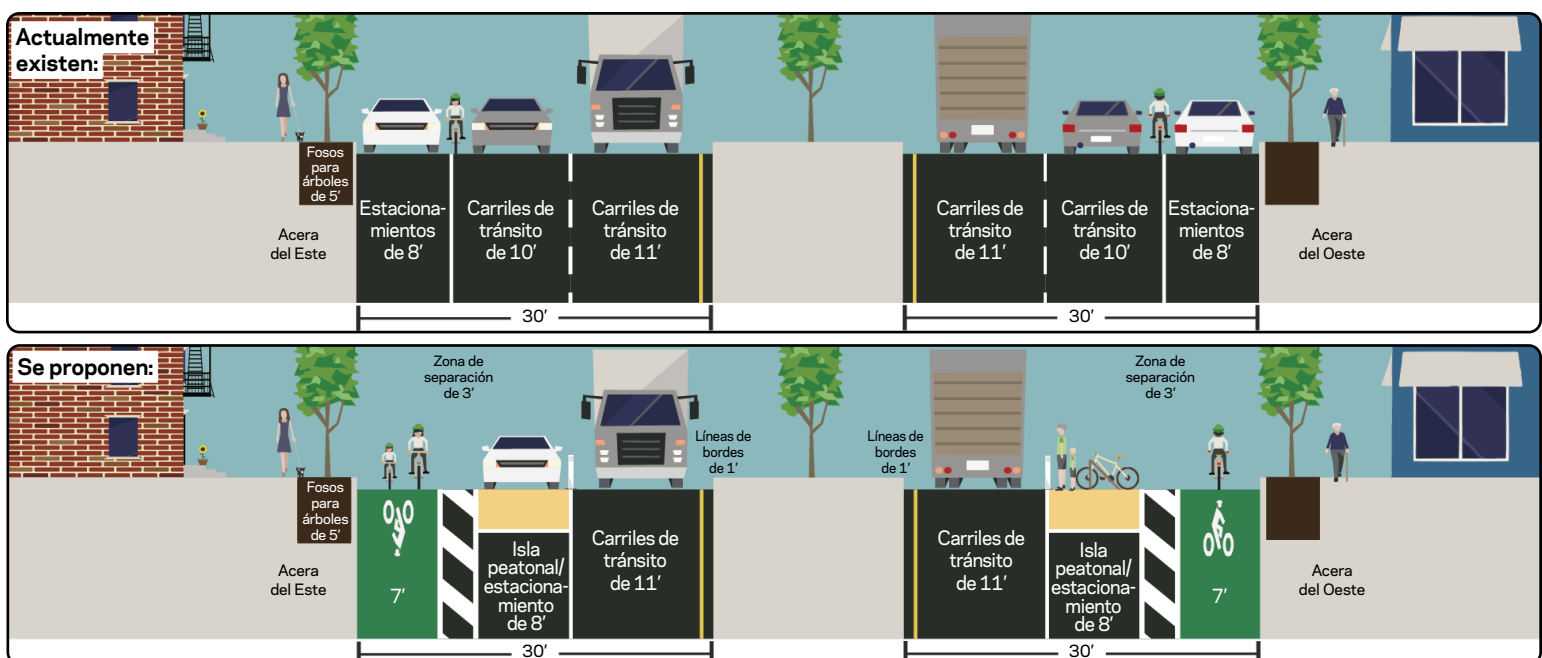 Actualmente
existen:
Fosos
para
árboles
de 5'
Acera
del Este
Estaciona-
mientos
de 8'
Carriles de
tránsito
de 10'
Carriles de
tránsito
de 11'
Carriles de
tránsito
de 11'
Carriles de
tránsito
de 10'
Estaciona-
mientos
de 8'
Acera
del Oeste
30'
30'
Se proponen:
Zona de
separación
de 3'
Zona de
separación
de 3'
Líneas de
bordes
de 1'
Líneas de
bordes
de 1'
Fosos
para
árboles
de 5'
Acera
del Este
7'
Isla
peatonal/
estaciona-
miento
de 8'
Carriles de
tránsito
de 11'
Carriles de
tránsito
de 11'
Isla
peatonal/
estaciona-
miento
de 8'
7'
Acera
del Oeste
30'
30'